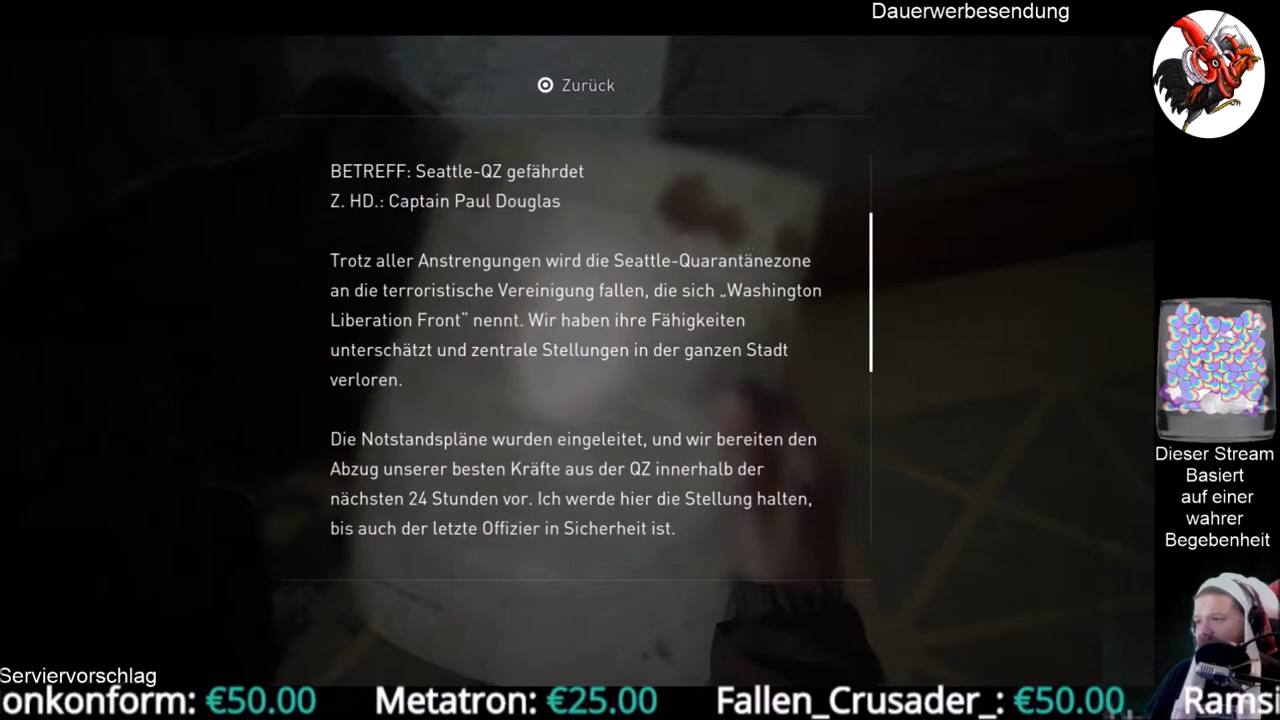 Dauerwerbesendung
Zurück
BETREFF: Seattle-QZ gefährdet
Z. HD.: Captain Paul Douglas
Trotz aller Anstrengungen wird die Seattle-Quarantänezone
an die terroristische Vereinigung fallen, die sich „Washington
Liberation Front“ nennt. Wir haben ihre Fähigkeiten
unterschätzt und zentrale Stellungen in der ganzen Stadt
verloren.
Die Notstandspläne wurden eingeleitet, und wir bereiten den
Abzug unserer besten Kräfte aus der QZ innerhalb der
nächsten 24 Stunden vor. Ich werde hier die Stellung halten,
bis auch der letzte Offizier in Sicherheit ist.
Dieser Stream
Basiert
auf einer
wahrer
Begebenheit
Serviervorschlag
onkonform: €50.00 Metatron: €25.00 Fallen_Crusader_: €50.00 Ramsi